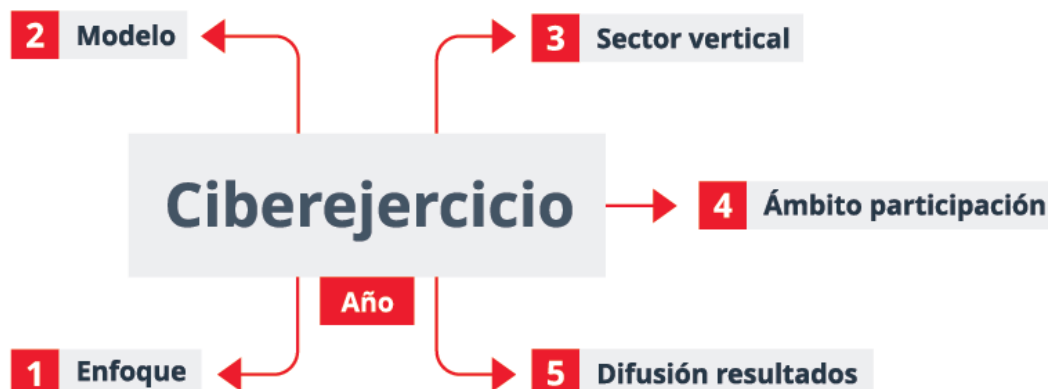 2 Modelo
3 Sector vertical
Ciberejercicio
4 Ámbito participación
Año
1 Enfoque
5 Difusión resultados